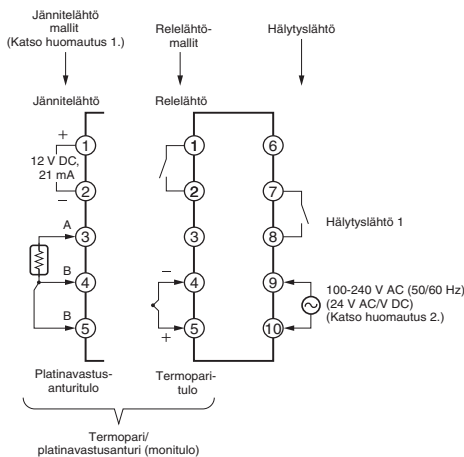 Jännitelähtö
mallit
(Katso huomautus 1.)
Relelähtö-
mallit
Hälytyslähtö
Jännitelähtö
Relelähtö
+
12 V DC,
21 mA
−
A
B
B
1
2
3
4
5
1
2
3
4
5
−
+
6
7
8
9
10
Hälytyslähtö 1
100-240 V AC (50/60 Hz)
(24 V AC/V DC)
(Katso huomautus 2.)
Platinavastus-
anturitulo
Termopari-
tulo
Termopari/
platinavastusanturi (monitulo)